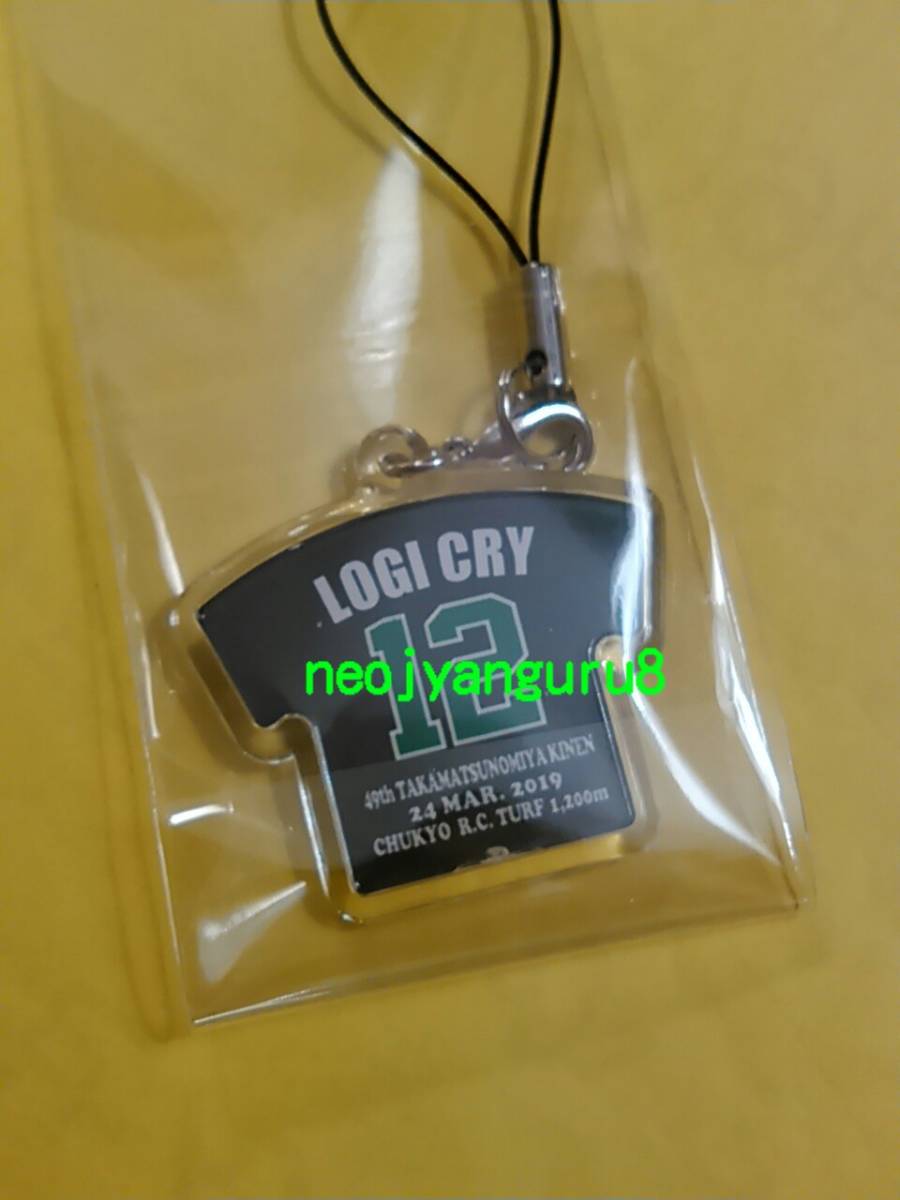 LOGI CRY
12
neojyanguru8
49th TAKAMATSUNOMIYA KINEN
24 MAR. 2019
CHUKYO R.C. TURF 1,200m